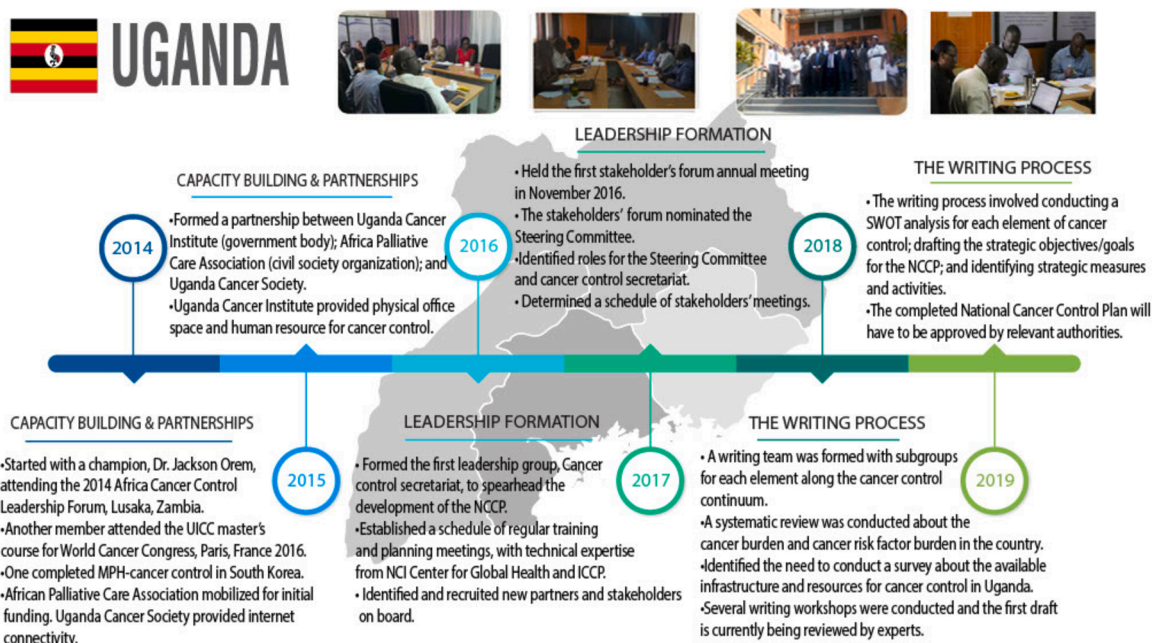 UGANDA
CAPACITY BUILDING & PARTNERSHIPS
2014
•Formed a partnership between Uganda Cancer
Institute (government body); Africa Palliative
Care Association (civil society organization); and
Uganda Cancer Society.
•Uganda Cancer Institute provided physical office
space and human resource for cancer control.
2016
LEADERSHIP FORMATION
• Held the first stakeholder's forum annual meeting
in November 2016.
• The stakeholders' forum nominated the
Steering Committee.
•Identified roles for the Steering Committee
and cancer control secretariat.
• Determined a schedule of stakeholders' meetings.
2018
THE WRITING PROCESS
• The writing process involved conducting a
SWOT analysis for each element of cancer
control; drafting the strategic objectives/goals
for the NCCP; and identifying strategic measures
and activities.
•The completed National Cancer Control Plan will
have to be approved by relevant authorities.
CAPACITY BUILDING & PARTNERSHIPS
•Started with a champion, Dr. Jackson Orem,
attending the 2014 Africa Cancer Control
Leadership Forum, Lusaka, Zambia.
•Another member attended the UICC master's
course for World Cancer Congress, Paris, France 2016.
•One completed MPH-cancer control in South Korea.
•African Palliative Care Association mobilized for initial
funding. Uganda Cancer Society provided internet
connectivity.
2015
LEADERSHIP FORMATION
• Formed the first leadership group, Cancer
control secretariat, to spearhead the
development of the NCCP.
•Established a schedule of regular training
and planning meetings, with technical expertise
from NCI Center for Global Health and ICCP.
• Identified and recruited new partners and stakeholders
on board.
2017
THE WRITING PROCESS
• A writing team was formed with subgroups
for each element along the cancer control
continuum.
•A systematic review was conducted about the
cancer burden and cancer risk factor burden in the country.
•Identified the need to conduct a survey about the available
infrastructure and resources for cancer control in Uganda.
•Several writing workshops were conducted and the first draft
is currently being reviewed by experts.
2019